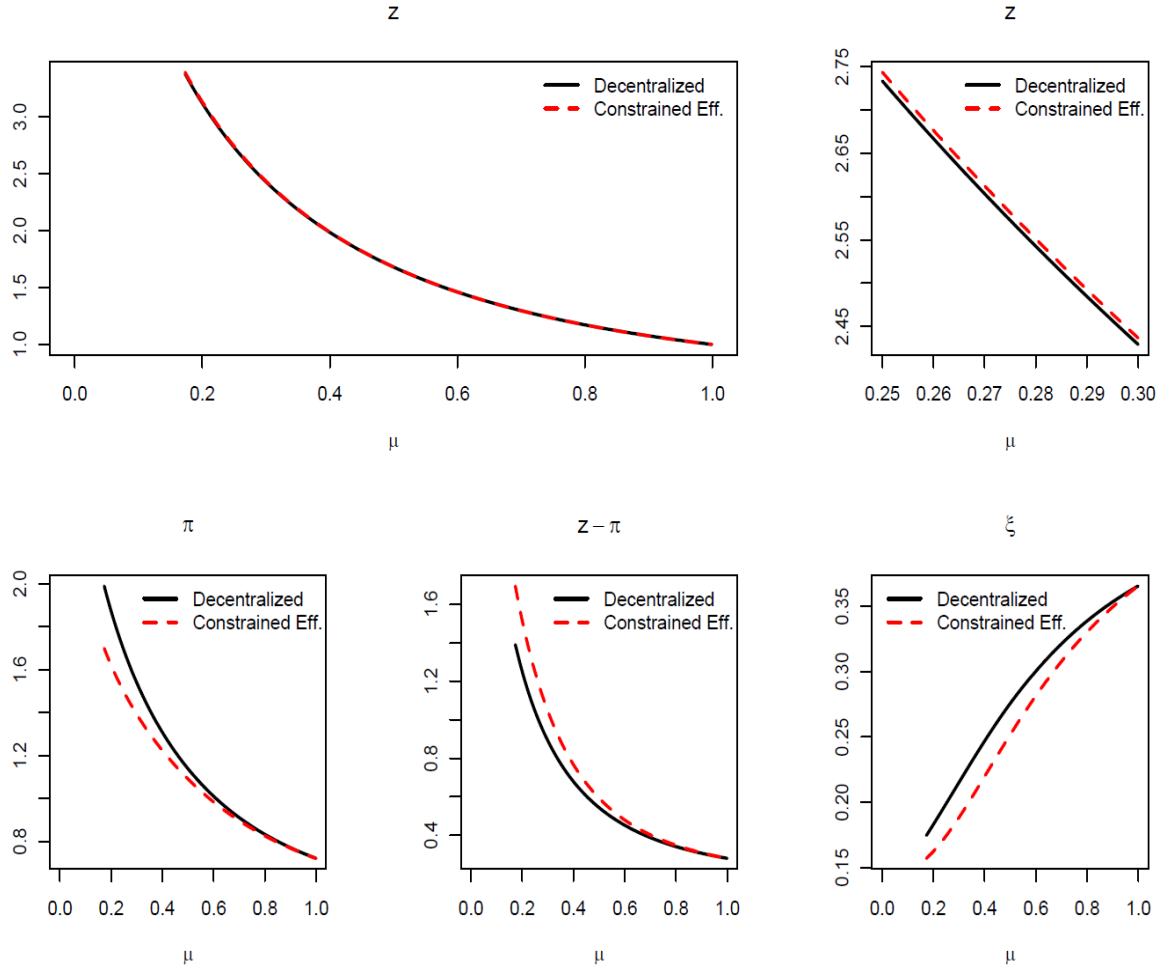 z
3.0
2.5
2.0
1.5
1.0
Decentralized
Constrained Eff.
0.0 0.2 0.4 0.6 0.8 1.0
μ
z
2.75
2.65
2.55
2.45
Decentralized
Constrained Eff.
0.25 0.26 0.27 0.28 0.29 0.30
μ
π
2.0
1.6
1.2
0.8
Decentralized
Constrained Eff.
0.0 0.2 0.4 0.6 0.8 1.0
μ
z − π
1.6
1.2
0.8
0.4
Decentralized
Constrained Eff.
0.0 0.2 0.4 0.6 0.8 1.0
μ
ξ
0.35
0.30
0.25
0.20
0.15
Decentralized
Constrained Eff.
0.0 0.2 0.4 0.6 0.8 1.0
μ